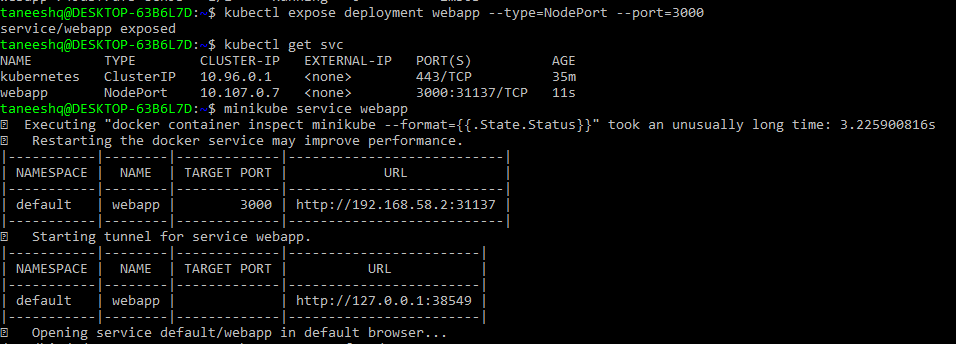 taneeshq@DESKTOP-63B6L7D:~$ kubectl expose deployment webapp --type=NodePort --port=3000
service/webapp exposed
taneeshq@DESKTOP-63B6L7D:~$ kubectl get svc
NAME         TYPE        CLUSTER-IP    EXTERNAL-IP   PORT(S)          AGE
kubernetes   ClusterIP   10.96.0.1     <none>        443/TCP          35m
webapp       NodePort    10.107.0.7    <none>        3000:31137/TCP   11s
taneeshq@DESKTOP-63B6L7D:~$ minikube service webapp
Executing "docker container inspect minikube --format={{.State.Status}}" took an unusually long time: 3.225900816s
Restarting the docker service may improve performance.
|-----------|--------|-------------|---------------------------|
| NAMESPACE |  NAME  | TARGET PORT |            URL            |
|-----------|--------|-------------|---------------------------|
| default   | webapp |        3000 | http://192.168.58.2:31137 |
|-----------|--------|-------------|---------------------------|
Starting tunnel for service webapp.
|-----------|--------|-------------|------------------------|
| NAMESPACE |  NAME  | TARGET PORT |          URL           |
|-----------|--------|-------------|------------------------|
| default   | webapp |             | http://127.0.0.1:38549 |
|-----------|--------|-------------|------------------------|
Opening service default/webapp in default browser...